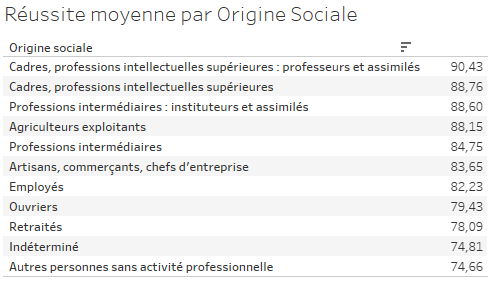 Réussite moyenne par Origine Sociale
Origine sociale
Cadres, professions intellectuelles supérieures : professeurs et assimilés 90,43
Cadres, professions intellectuelles supérieures 88,76
Professions intermédiaires : instituteurs et assimilés 88,60
Agriculteurs exploitants 88,15
Professions intermédiaires 84,75
Artisans, commerçants, chefs d’entreprise 83,65
Employés 82,23
Ouvriers 79,43
Retraités 78,09
Indéterminé 74,81
Autres personnes sans activité professionnelle 74,66